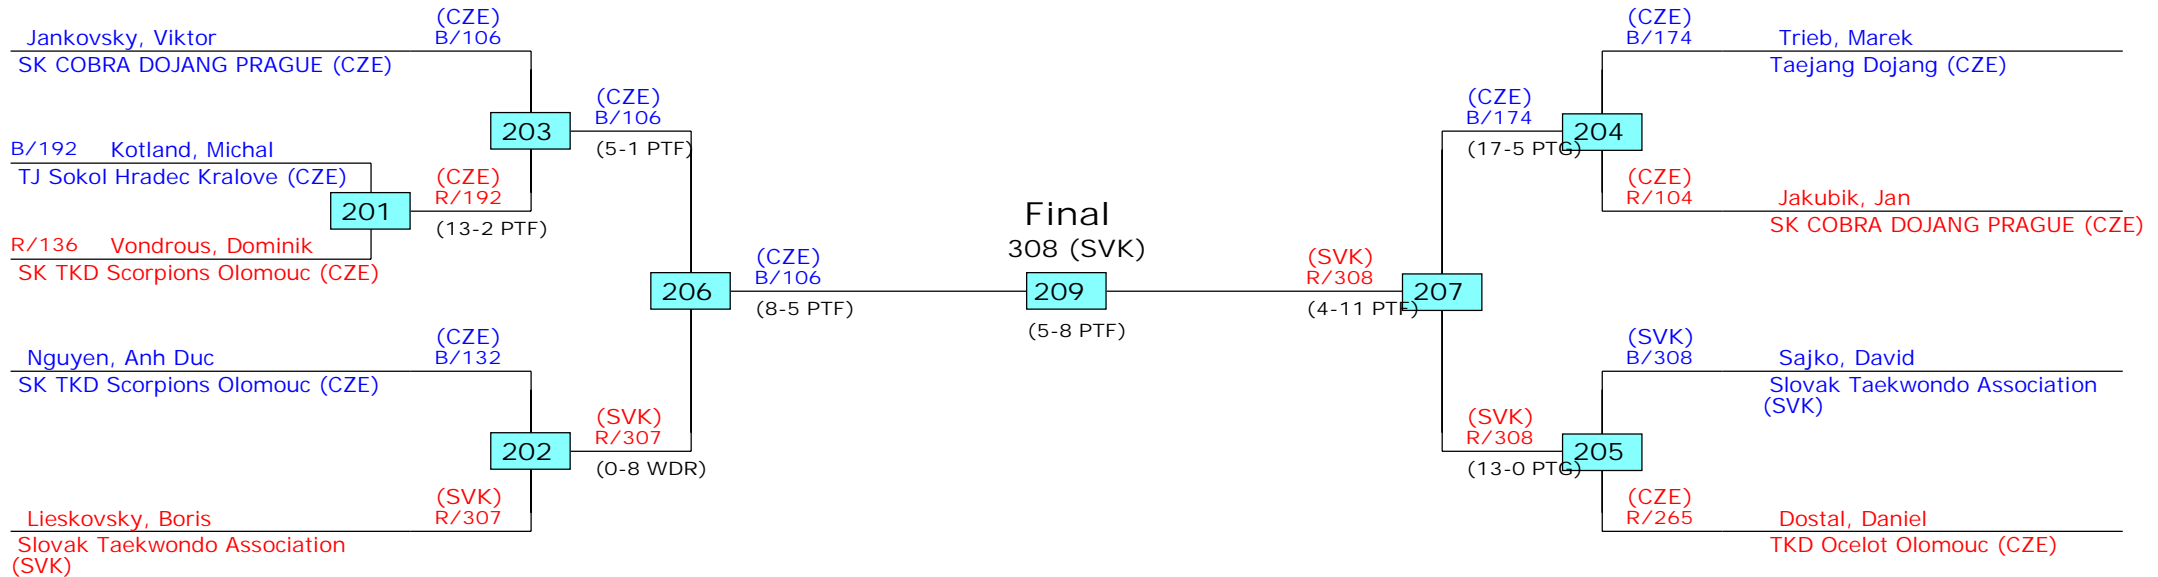 (CZE)
Jankovsky, Viktor B/106
SK COBRA DOJANG PRAGUE (CZE)
203
(CZE)
B/106
(5-1 PTF)
B/192 Kotland, Michal
TJ Sokol Hradec Kralove (CZE)
201
(CZE)
R/192
(13-2 PTF)
R/136 Vondrous, Dominik
SK TKD Scorpions Olomouc (CZE)
206
(CZE)
B/106
(8-5 PTF)
(CZE)
Nguyen, Anh Duc B/132
SK TKD Scorpions Olomouc (CZE)
202
(SVK)
R/307
(0-8 WDR)
(SVK)
Lieskovsky, Boris R/307
Slovak Taekwondo Association
(SVK)
Final
308 (SVK)
209
(5-8 PTF)
(SVK)
R/308
(4-11 PTF)
207
(CZE)
B/174
(17-5 PTG)
204
(CZE)
B/174 Trieb, Marek
Taejang Dojang (CZE)
(CZE)
R/104 Jakubik, Jan
SK COBRA DOJANG PRAGUE (CZE)
(SVK)
R/308
(13-0 PTG)
205
(SVK)
B/308 Sajko, David
Slovak Taekwondo Association
(SVK)
(CZE)
R/265 Dostal, Daniel
TKD Ocelot Olomouc (CZE)